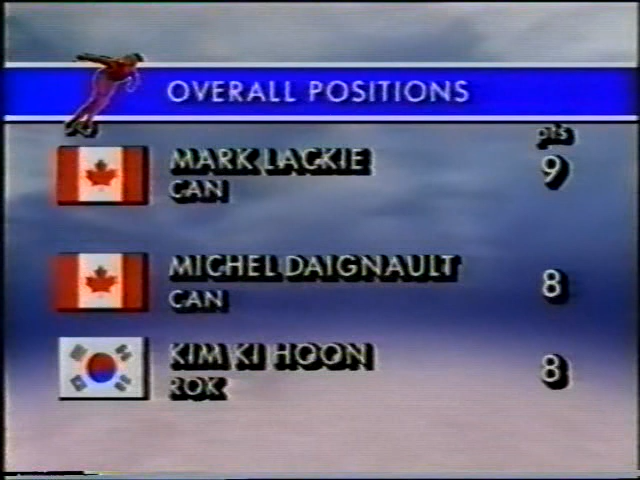 OVERALL POSITIONS
pts
MARK LACKIE 9
CAN
MICHEL DAIGNAULT 8
CAN
KIM KI HOON 8
ROK